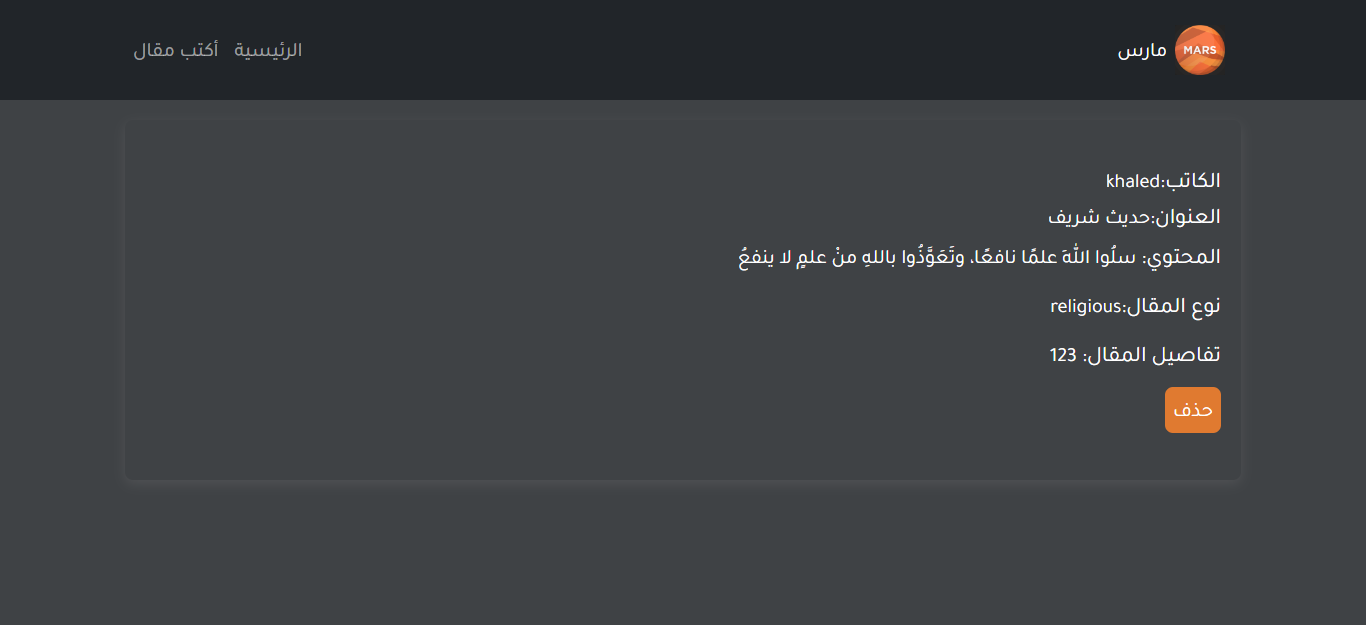 MARS مارس
الرئيسية أكتب مقال
الكاتب:khaled
العنوان:حديث شريف
المحتوي: سلُوا اللهَ علمًا نافعًا، وتَعَوَّذُوا باللهِ منْ علمٍ لا ينفعُ
نوع المقال:religious
تفاصيل المقال: 123
حذف